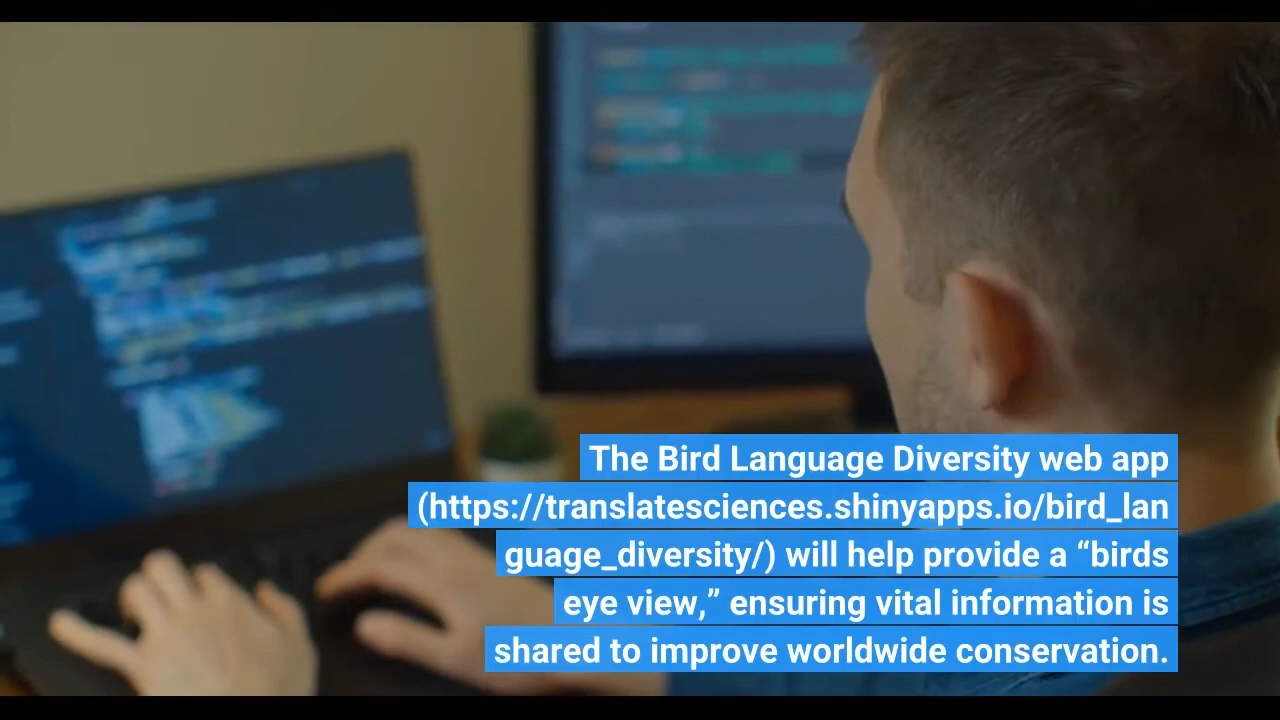 The Bird Language Diversity web app
(https://translatesciences.shinyapps.io/bird_lan
guage_diversity/) will help provide a “birds
eye view,” ensuring vital information is
shared to improve worldwide conservation.